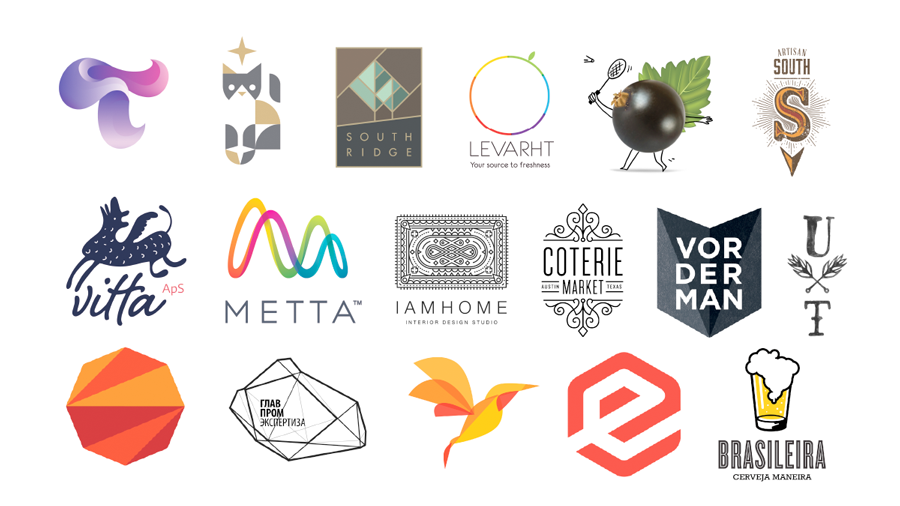 SOUTH
RIDGE
LEVARHT
Your source to freshness
ARTISAN
SOUTH
S
vitta ApS
METTA™
IAMHOME
INTERIOR DESIGN STUDIO
COTERIE
AUSTIN MARKET TEXAS
VOR
DER
MAN
U
T
ГЛАВ
ПРОМ
ЭКСПЕРТИЗА
BRASILEIRA
CERVEJA MANEIRA